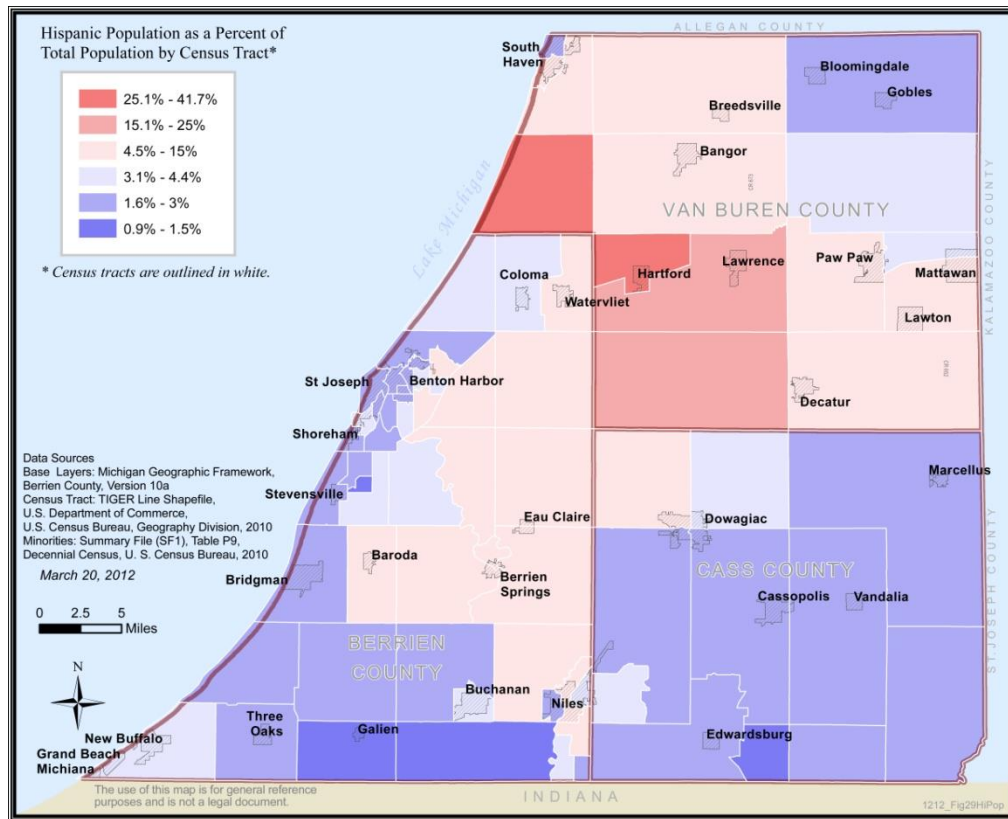 Hispanic Population as a Percent of
Total Population by Census Tract*
25.1% - 41.7%
15.1% - 25%
4.5% - 15%
3.1% - 4.4%
1.6% - 3%
0.9% - 1.5%
* Census tracts are outlined in white.
ALLEGAN COUNTY
South
Haven
Bloomingdale
Gobles
Breedsville
Bangor
Lake Michigan
VAN BUREN COUNTY
KALAMAZOO COUNTY
Coloma
Watervliet
Hartford
Lawrence
Paw Paw
Mattawan
Lawton
St Joseph
Benton Harbor
Decatur
Shoreham
Data Sources
Base Layers: Michigan Geographic Framework,
Berrien County, Version 10a
Census Tract: TIGER Line Shapefile,
U.S. Department of Commerce,
U.S. Census Bureau, Geography Division, 2010
Minorities: Summary File (SF1), Table P9,
Decennial Census, U. S. Census Bureau, 2010
March 20, 2012
Stevensville
Marcellus
Eau Claire
Dowagiac
Baroda
Bridgman
Berrien
Springs
CASS COUNTY
Cassopolis
Vandalia
ST.JOSEPH COUNTY
0 2.5 5
Miles
N
BERRIEN
COUNTY
Buchanan
Niles
Three
Oaks
Galien
Edwardsburg
New Buffalo
Grand Beach
Michiana
The use of this map is for general reference
purposes and is not a legal document.
INDIANA
1212_Fig29HiPop